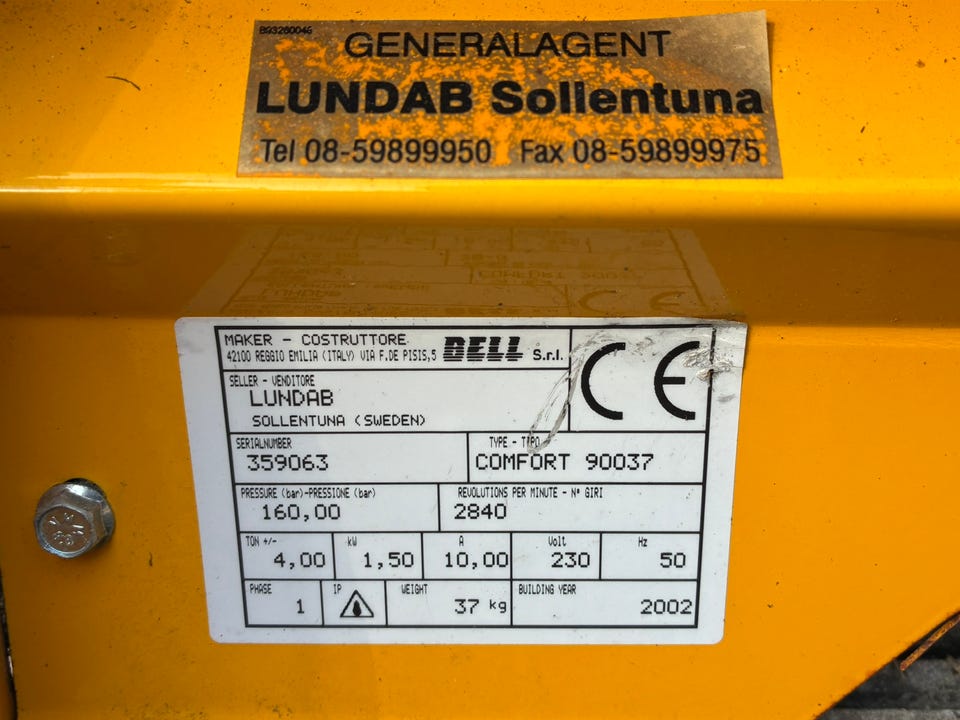 B93260046
GENERALAGENT
LUNDAB Sollentuna
Tel 08-59899950 Fax 08-59899975
MAKER - COSTRUTTORE
42100 REGGIO EMILIA (ITALY) VIA F.DE PISIS,5 BELL S.r.l.
CE
SELLER - VENDITORE
LUNDAB
SOLLENTUNA (SWEDEN)
SERIALNUMBER TYPE - TIPO
359063 COMFORT 90037
PRESSURE (bar)-PRESSIONE (bar) REVOLUTIONS PER MINUTE - N° GIRI
160,00 2840
TON +/- kW A Volt Hz
4,00 1,50 10,00 230 50
PHASE IP WEIGHT BUILDING YEAR
1 37 kg 2002